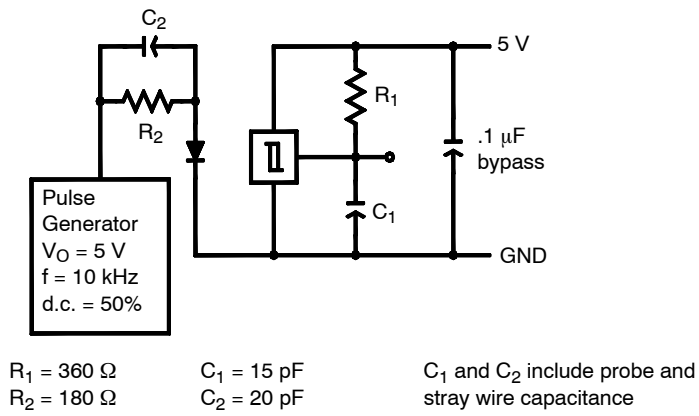 C₂
5 V
R₁
R₂
.1 μF
bypass
Pulse
Generator
V_O = 5 V
f = 10 kHz
d.c. = 50%
C₁
GND
R₁ = 360 Ω
C₁ = 15 pF
C₁ and C₂ include probe and
R₂ = 180 Ω
C₂ = 20 pF
stray wire capacitance